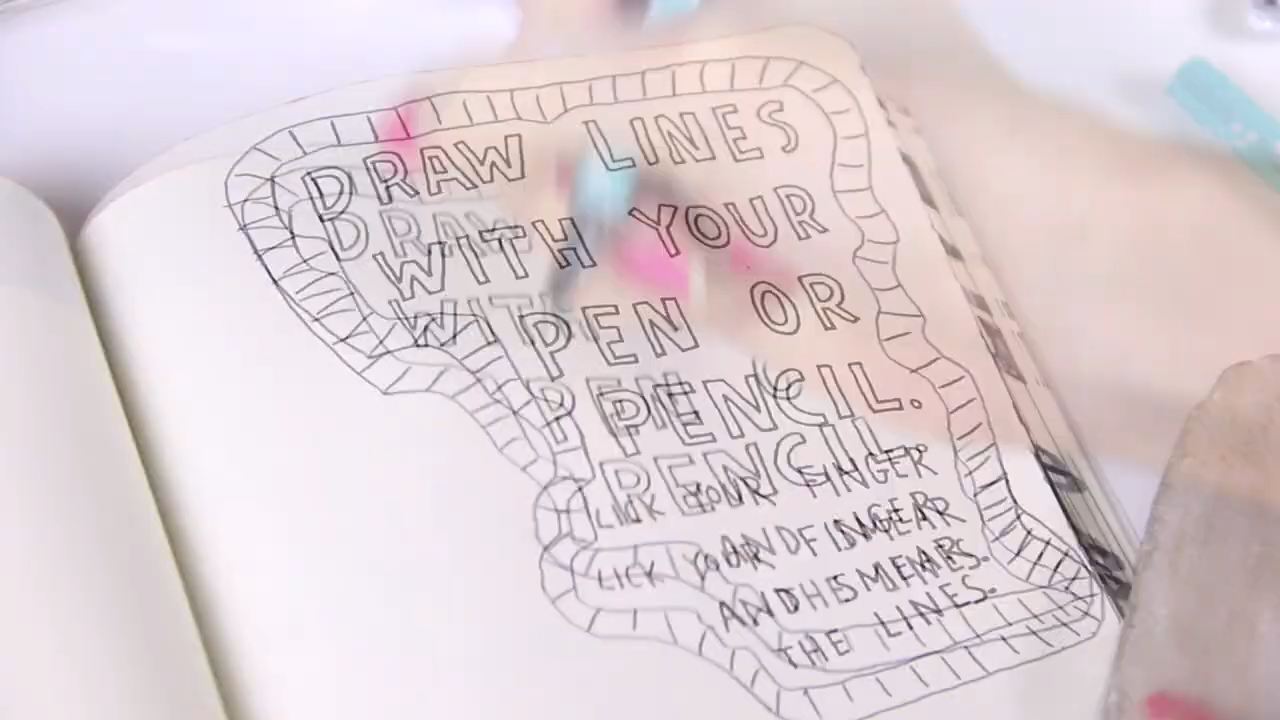 DRAW LINES
WITH YOUR
PEN OR
PENCIL.
LICK YOUR FINGER
AND SMEAR
THE LINES.